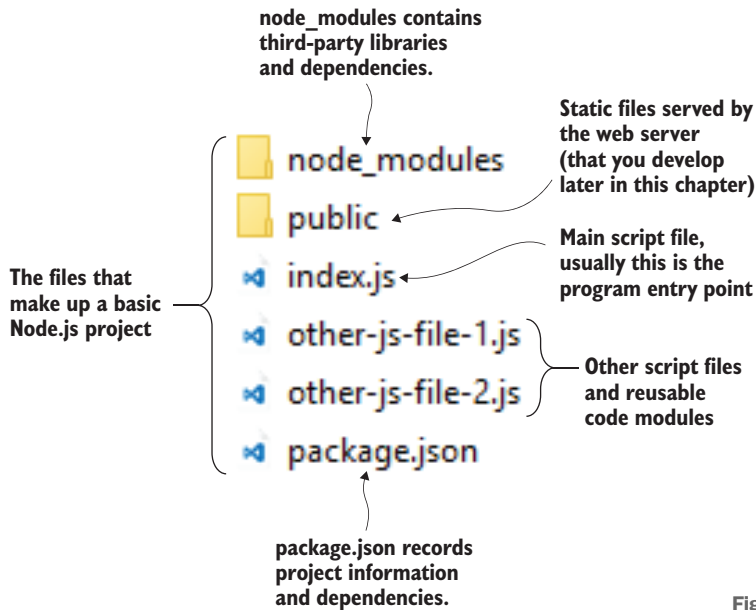 node_modules contains
third-party libraries
and dependencies.
Static files served by
the web server
(that you develop
later in this chapter)
node_modules
public
Main script file,
usually this is the
program entry point
index.js
The files that
make up a basic
Node.js project
other-js-file-1.js
other-js-file-2.js
Other script files
and reusable
code modules
package.json
package.json records
project information
and dependencies.